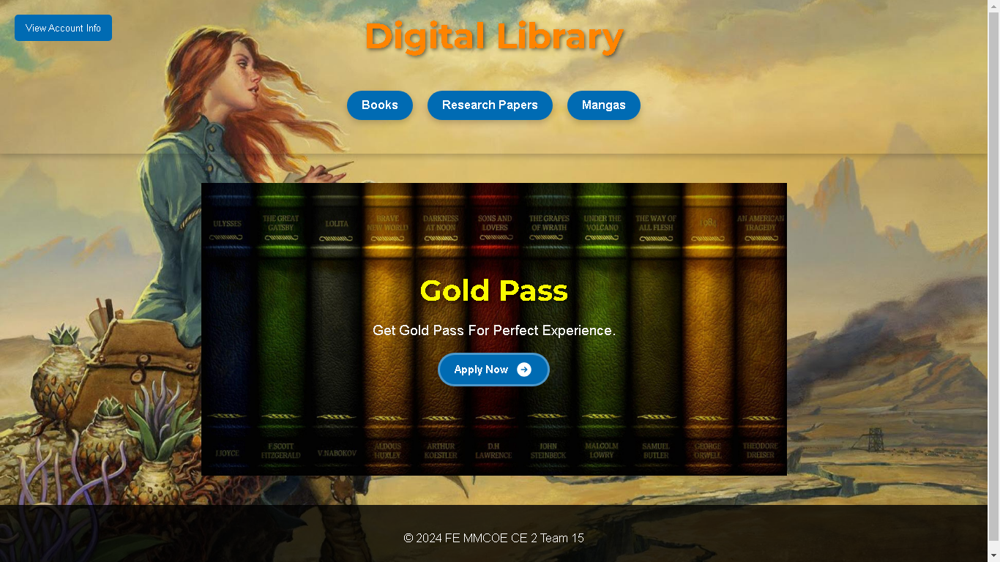 View Account Info
Digital Library
Books
Research Papers
Mangas
ULYSSES
THE GREAT
GATSBY
LOLITA
BRAVE
NEW WORLD
DARKNESS
AT NOON
SONS AND
LOVERS
THE GRAPES
OF WRATH
UNDER THE
VOLCANO
THE WAY OF
ALL FLESH
1984
AN AMERICAN
TRAGEDY
Gold Pass
Get Gold Pass For Perfect Experience.
Apply Now
J.JOYCE
F.SCOTT
FITZGERALD
V.NABOKOV
ALDOUS
HUXLEY
ARTHUR
KOESTLER
D.H
LAWRENCE
JOHN
STEINBECK
MALCOLM
LOWRY
SAMUEL
BUTLER
GEORGE
ORWELL
THEODORE
DREISER
© 2024 FE MMCOE CE 2 Team 15